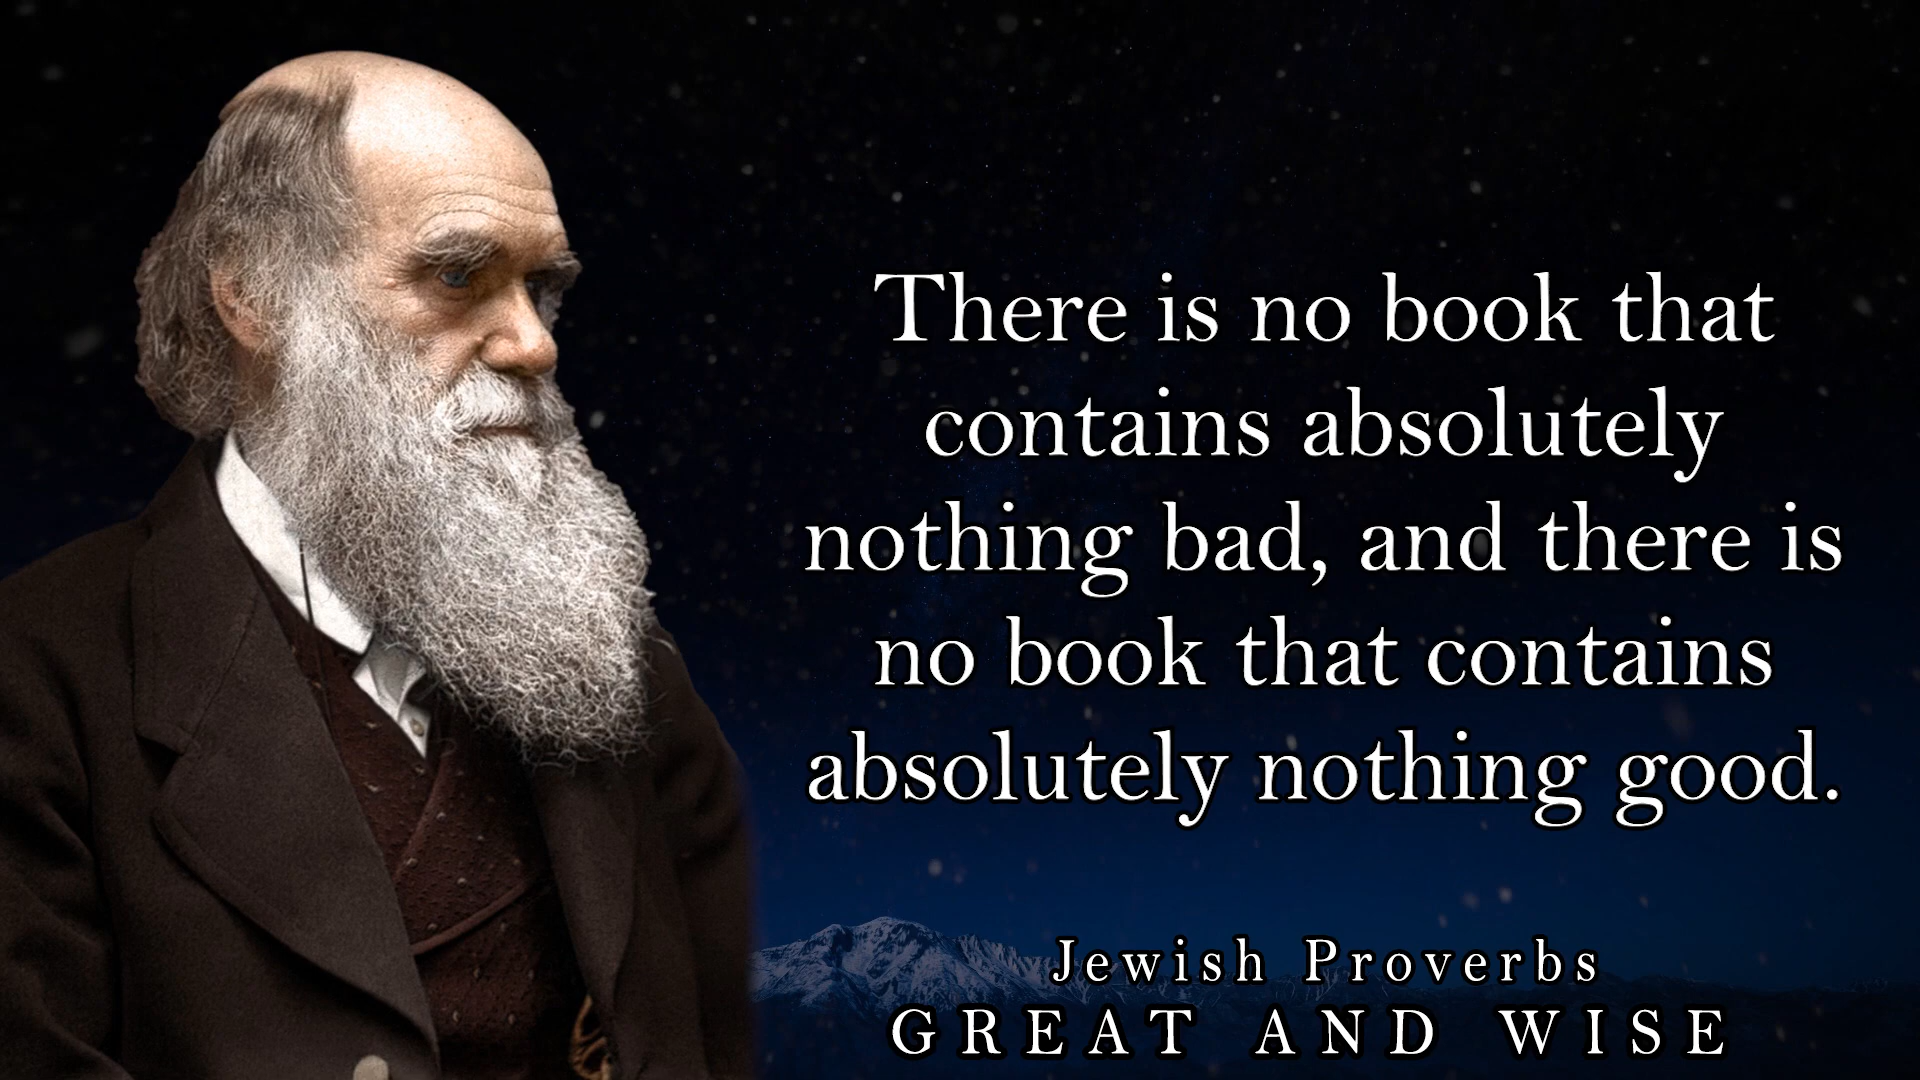 There is no book that
contains absolutely
nothing bad, and there is
no book that contains
absolutely nothing good.
Jewish Proverbs
GREAT AND WISE